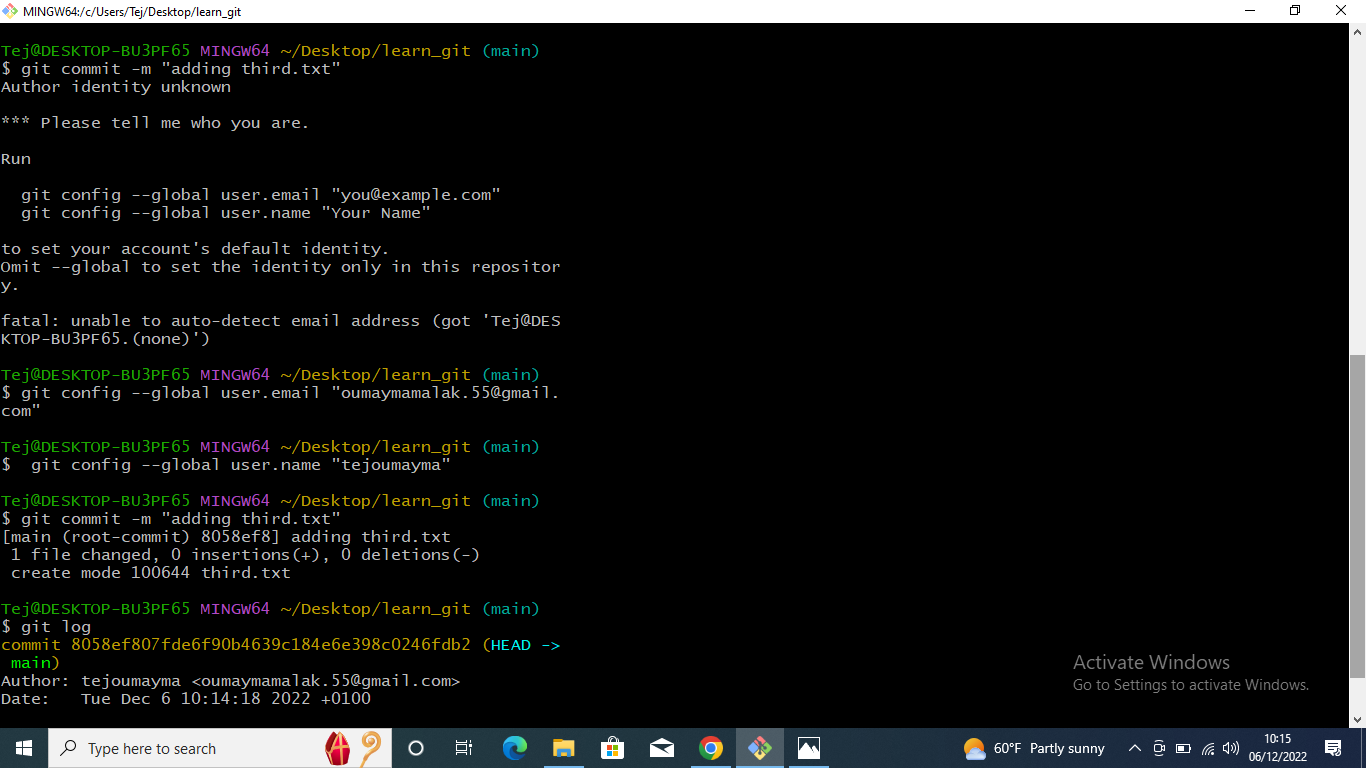 MINGW64:/c/Users/Tej/Desktop/learn_git
Tej@DESKTOP-BU3PF65 MINGW64 ~/Desktop/learn_git (main)
$ git commit -m "adding third.txt"
Author identity unknown
*** Please tell me who you are.
Run
git config --global user.email "you@example.com"
git config --global user.name "Your Name"
to set your account's default identity.
Omit --global to set the identity only in this repositor
y.
fatal: unable to auto-detect email address (got 'Tej@DES
KTOP-BU3PF65.(none)')
Tej@DESKTOP-BU3PF65 MINGW64 ~/Desktop/learn_git (main)
$ git config --global user.email "oumaymamalak.55@gmail.
com"
Tej@DESKTOP-BU3PF65 MINGW64 ~/Desktop/learn_git (main)
$  git config --global user.name "tejoumayma"
Tej@DESKTOP-BU3PF65 MINGW64 ~/Desktop/learn_git (main)
$ git commit -m "adding third.txt"
[main (root-commit) 8058ef8] adding third.txt
1 file changed, 0 insertions(+), 0 deletions(-)
create mode 100644 third.txt
Tej@DESKTOP-BU3PF65 MINGW64 ~/Desktop/learn_git (main)
$ git log
commit 8058ef807fde6f90b4639c184e6e398c0246fdb2 (HEAD ->
main)
Author: tejoumayma <oumaymamalak.55@gmail.com>
Date:   Tue Dec 6 10:14:18 2022 +0100
Activate Windows
Go to Settings to activate Windows.
Type here to search
60°F Partly sunny
10:15
06/12/2022